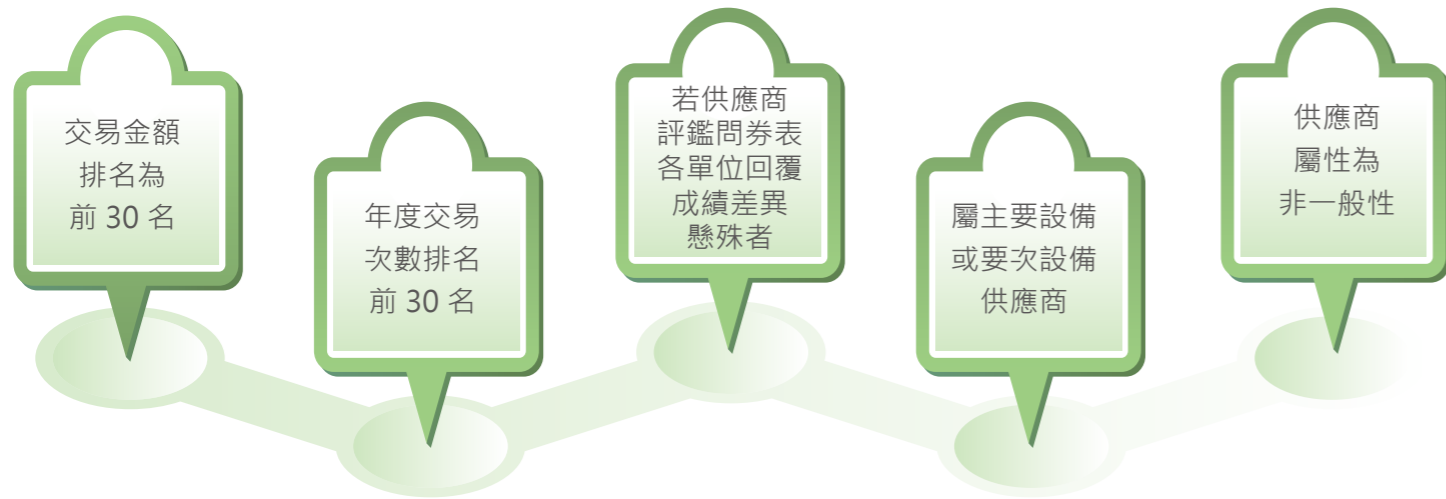 交易金額
排名為
前 30 名
年度交易
次數排名
前 30 名
若供應商
評鑑問券表
各單位回覆
成績差異
懸殊者
屬主要設備
或要次設備
供應商
供應商
屬性為
非一般性